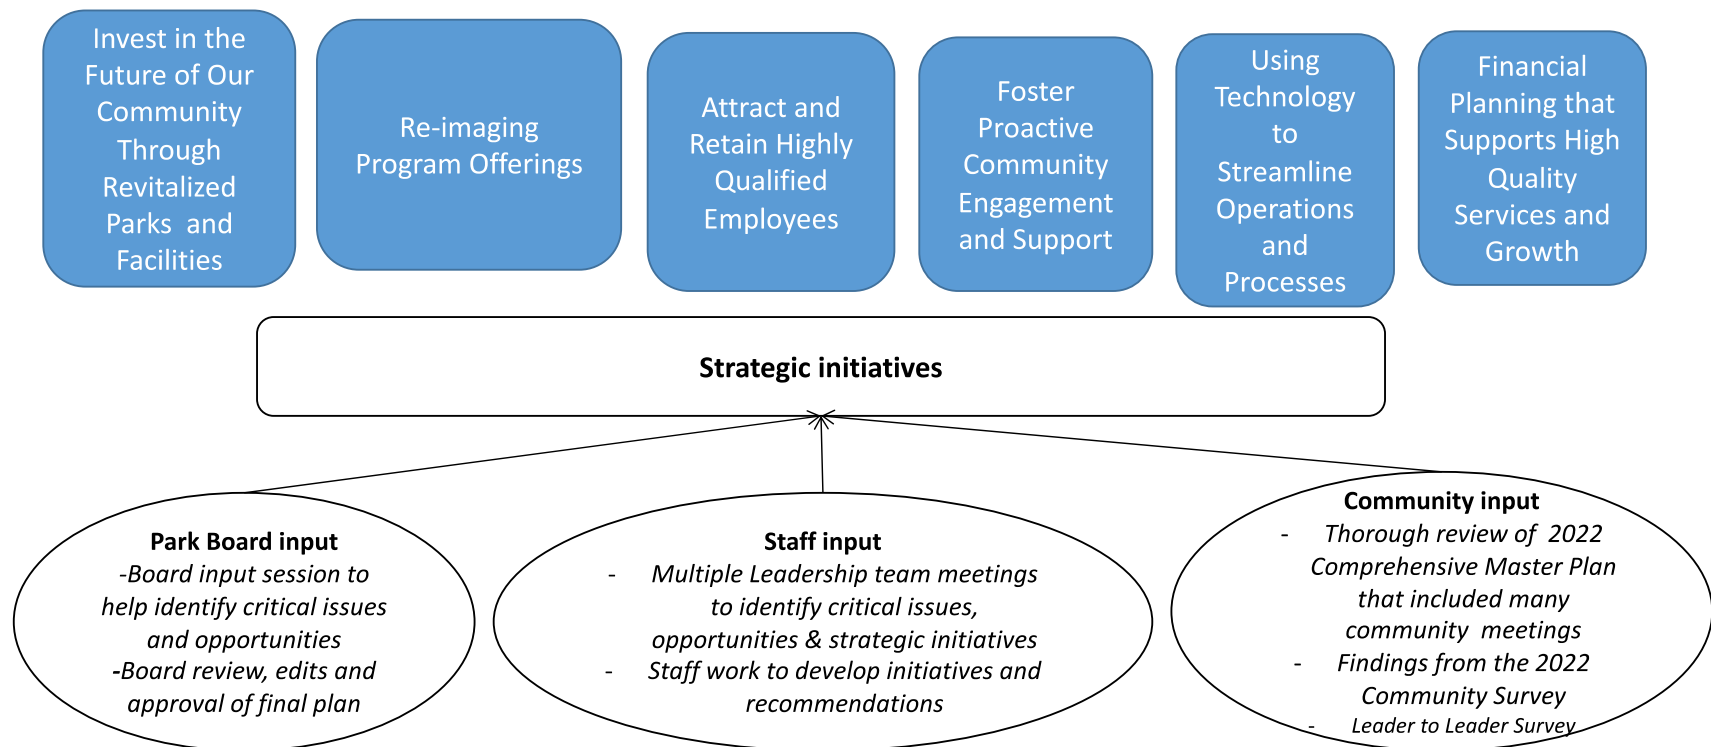 Invest in the
Future of Our
Community
Through
Revitalized
Parks and
Facilities
Re-imaging
Program Offerings
Attract and
Retain Highly
Qualified
Employees
Foster
Proactive
Community
Engagement
and Support
Using
Technology
to
Streamline
Operations
and
Processes
Financial
Planning that
Supports High
Quality
Services and
Growth
Strategic initiatives
Park Board input
-Board input session to
help identify critical issues
and opportunities
-Board review, edits and
approval of final plan
Staff input
- Multiple Leadership team meetings
to identify critical issues,
opportunities & strategic initiatives
- Staff work to develop initiatives and
recommendations
Community input
- Thorough review of 2022
Comprehensive Master Plan
that included many
community meetings
- Findings from the 2022
Community Survey
- Leader to Leader Survey